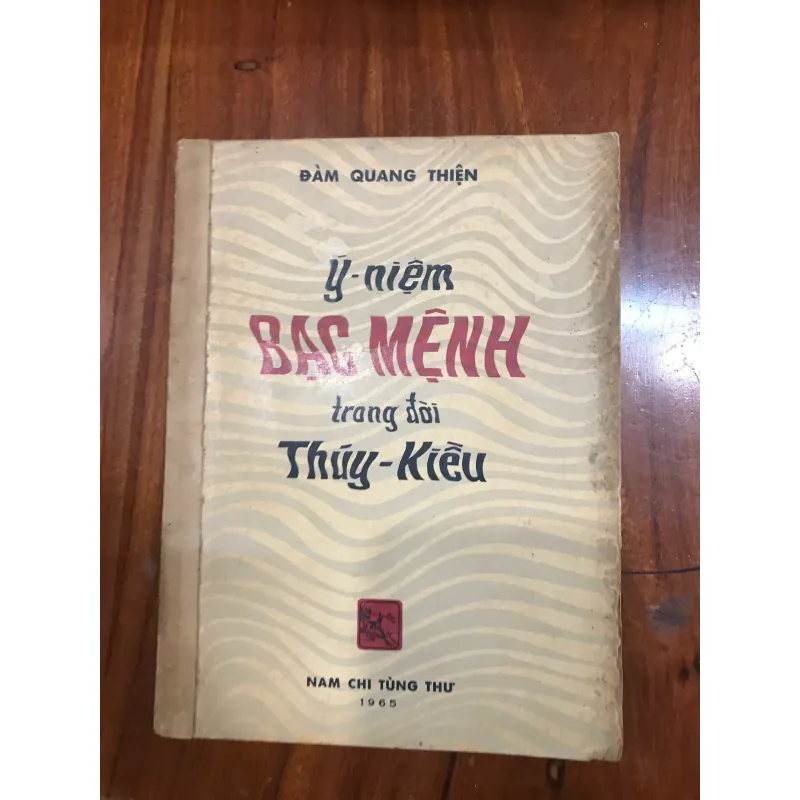 ĐÀM QUANG THIỆN
Ý-niệm
BẠC MỆNH
trong đời
Thúy-Kiều
NAM CHI TÙNG THƯ
1965